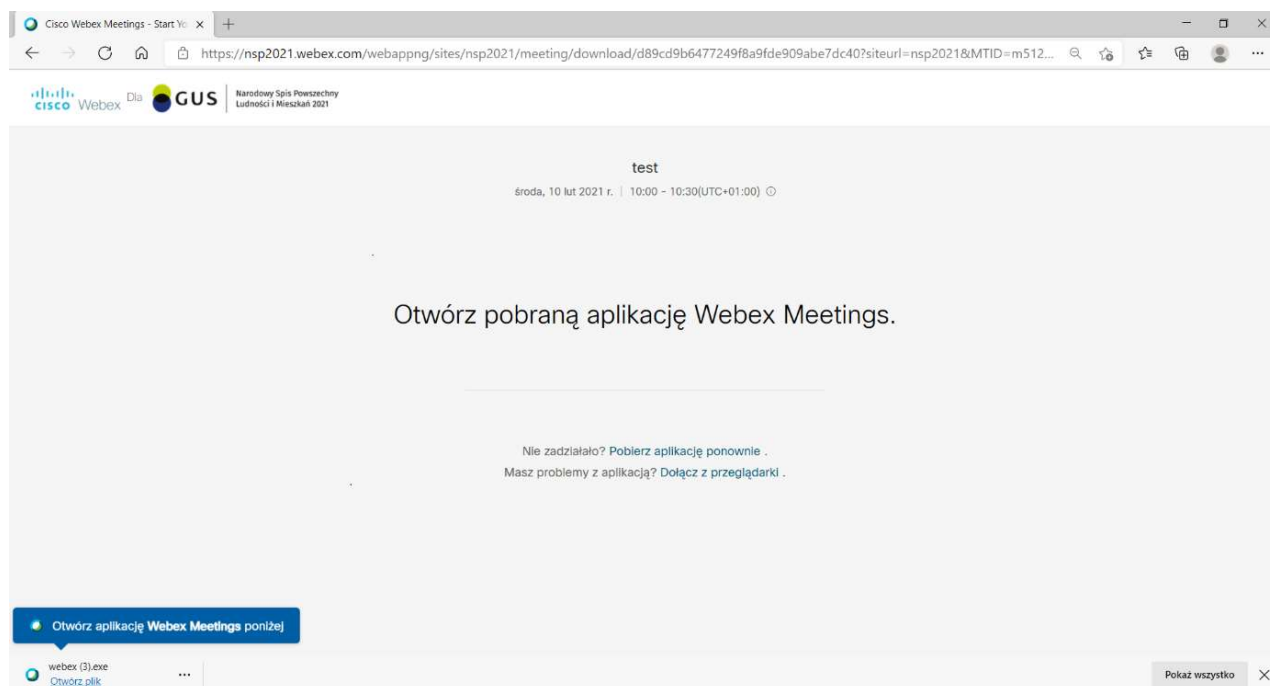 Cisco Webex Meetings - Start Yo
https://nsp2021.webex.com/webappng/sites/nsp2021/meeting/download/d89cd9b6477249f8a9fde909abe7dc40?siteurl=nsp2021&MTID=m512...
cisco Webex Dla GUS Narodowy Spis Powszechny
Ludności i Mieszkań 2021
test
środa, 10 lut 2021 r. | 10:00 - 10:30(UTC+01:00)
Otwórz pobraną aplikację Webex Meetings.
Nie zadziałało? Pobierz aplikację ponownie .
Masz problemy z aplikacją? Dołącz z przeglądarki .
Otwórz aplikację Webex Meetings poniżej
webex (3).exe
Otwórz plik
Pokaż wszystko